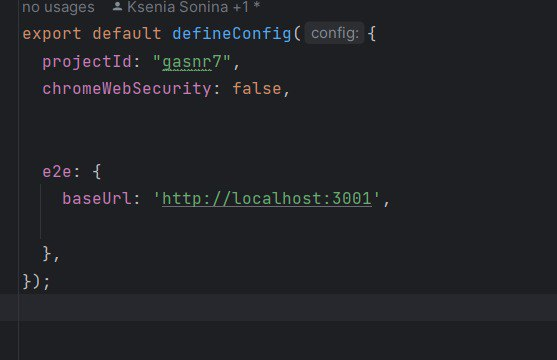 no usages Ksenia Sonina +1 *
export default defineConfig( config: {
projectId: "qasnr7",
chromeWebSecurity: false,
e2e: {
baseUrl: 'http://localhost:3001',
},
});